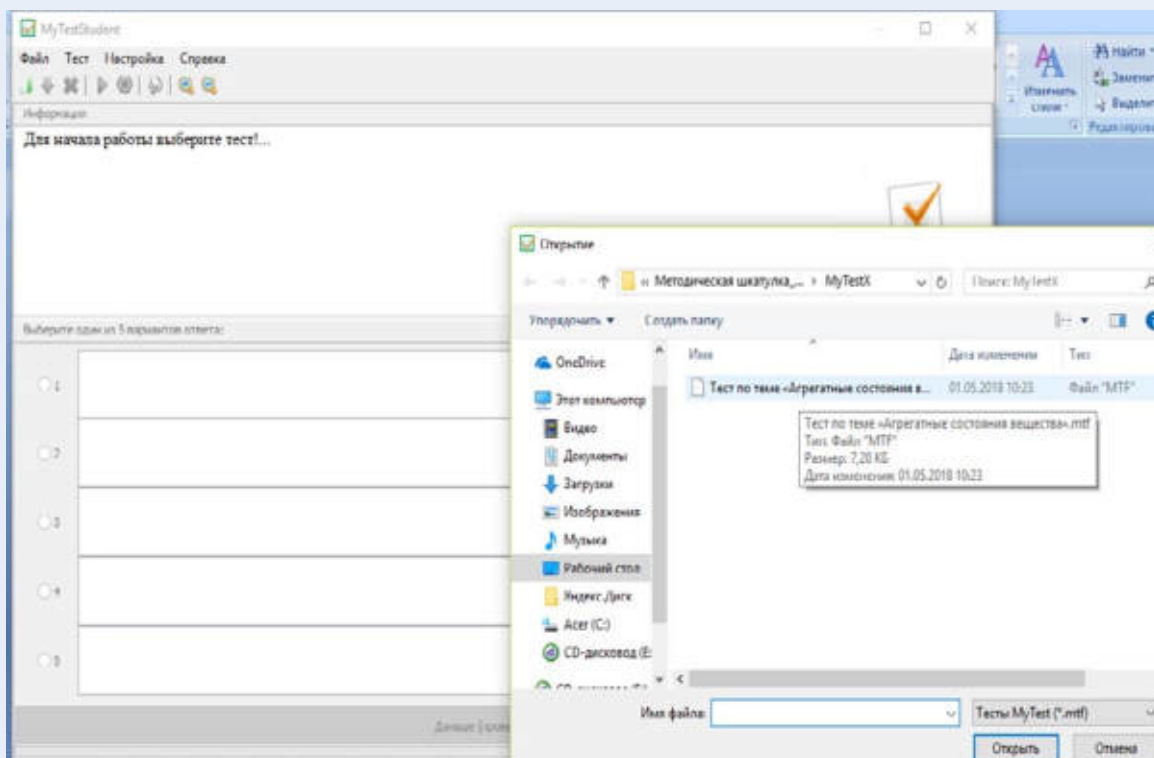 MyTestStudent
Файл Тест Настройка Справка
Информация
Для начала работы выберите тест!...
Выберите один из 5 вариантов ответа:
1
2
3
4
5
Дальше
Найти
Изменить стили
Заменить
Выделить
Открытие
« Методическая шкатулка_... › MyTestX
Поиск: MyTestX
Упорядочить Создать папку
Имя Дата изменения Тип
OneDrive
Этот компьютер
Видео
Документы
Загрузки
Изображения
Музыка
Рабочий стол
Яндекс.Диск
Acer (C:)
CD-дисковод (E:
Тест по теме «Агрегатные состояния в... 01.05.2018 10:23 Файл "MTF"
Тест по теме «Агрегатные состояния вещества».mtf
Тип: Файл "MTF"
Размер: 7,20 КБ
Дата изменения: 01.05.2018 10:23
Имя файла: Тесты MyTest (*.mtf)
Открыть Отмена